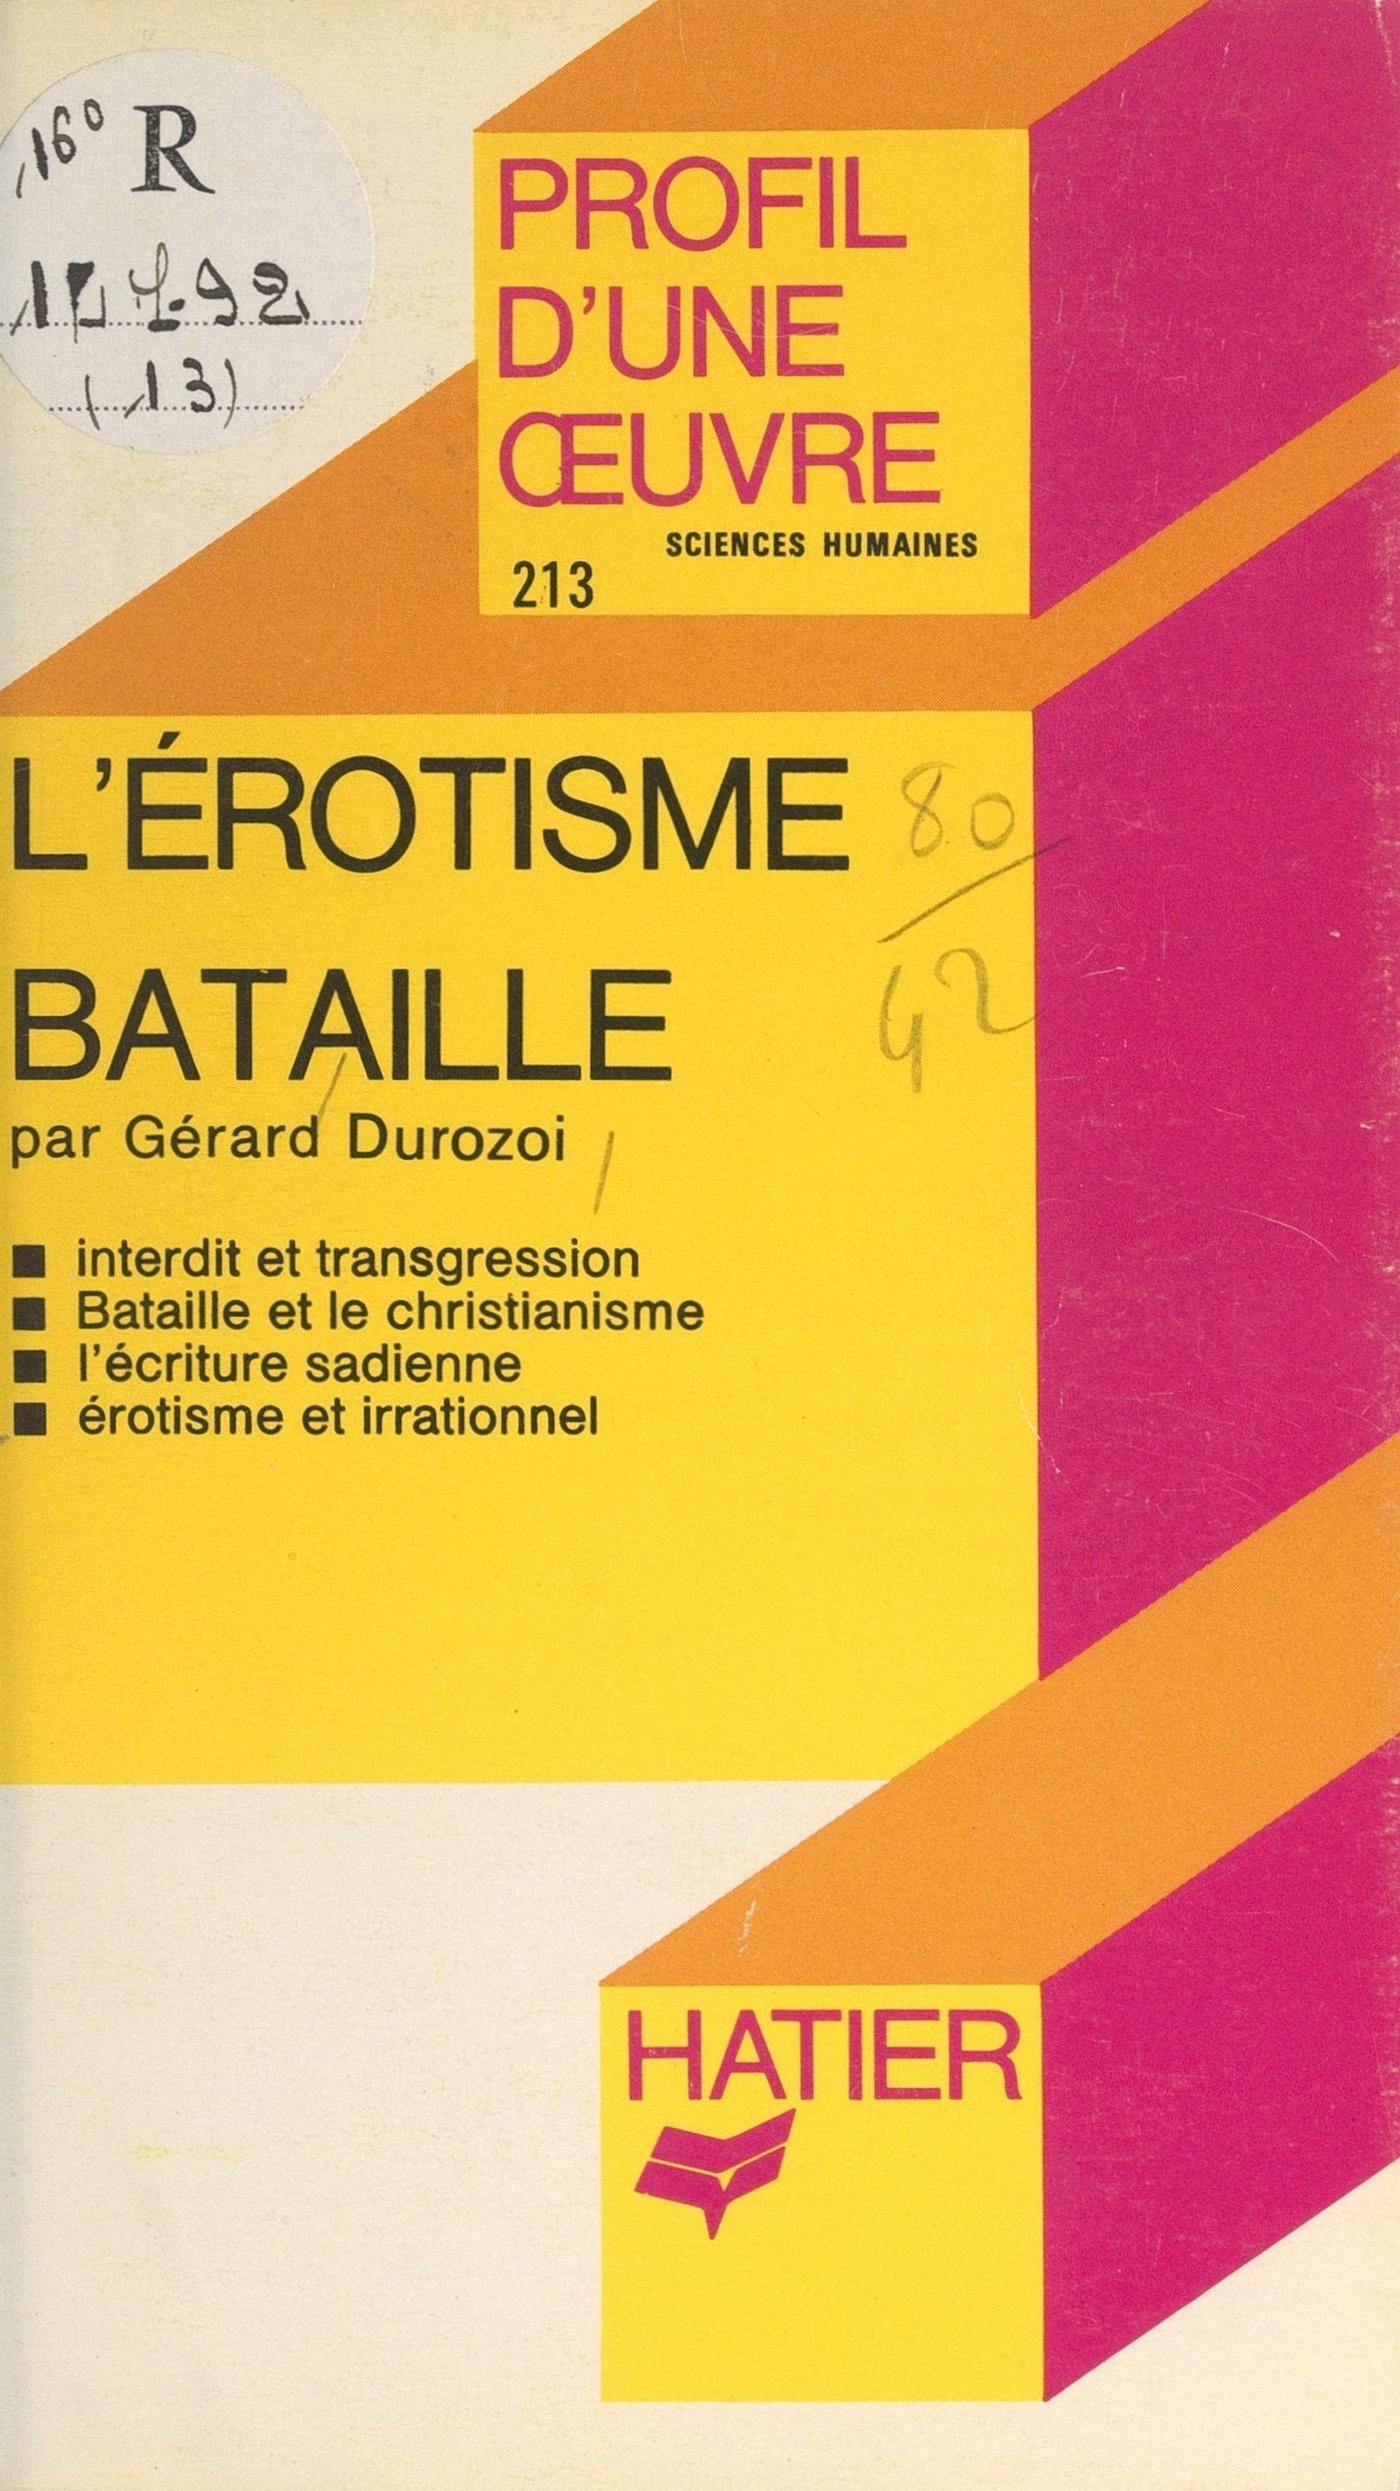 16° R
(13)
PROFIL
D'UNE
ŒUVRE
SCIENCES HUMAINES
213
L'ÉROTISME
80
42
BATAILLE
par Gérard Durozoi
■ interdit et transgression
■ Bataille et le christianisme
■ l'écriture sadienne
■ érotisme et irrationnel
HATIER